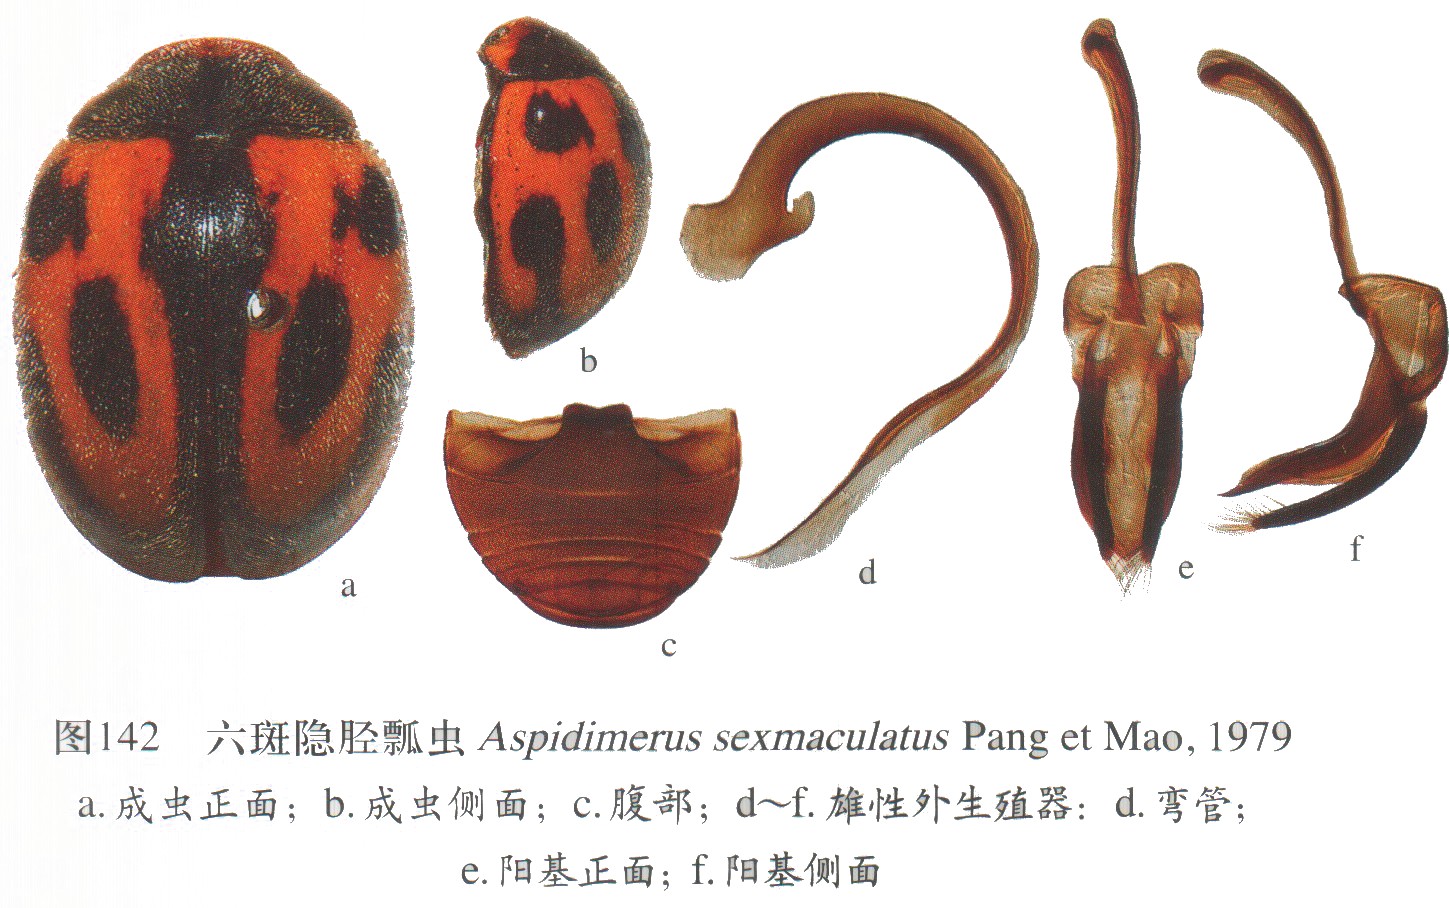 a
b
c
d
e
f
图142 六斑隐胫瓢虫 Aspidimerus sexmaculatus Pang et Mao, 1979
a. 成虫正面；b. 成虫侧面；c. 腹部；d～f. 雄性外生殖器：d. 弯管；
e. 阳基正面；f. 阳基侧面